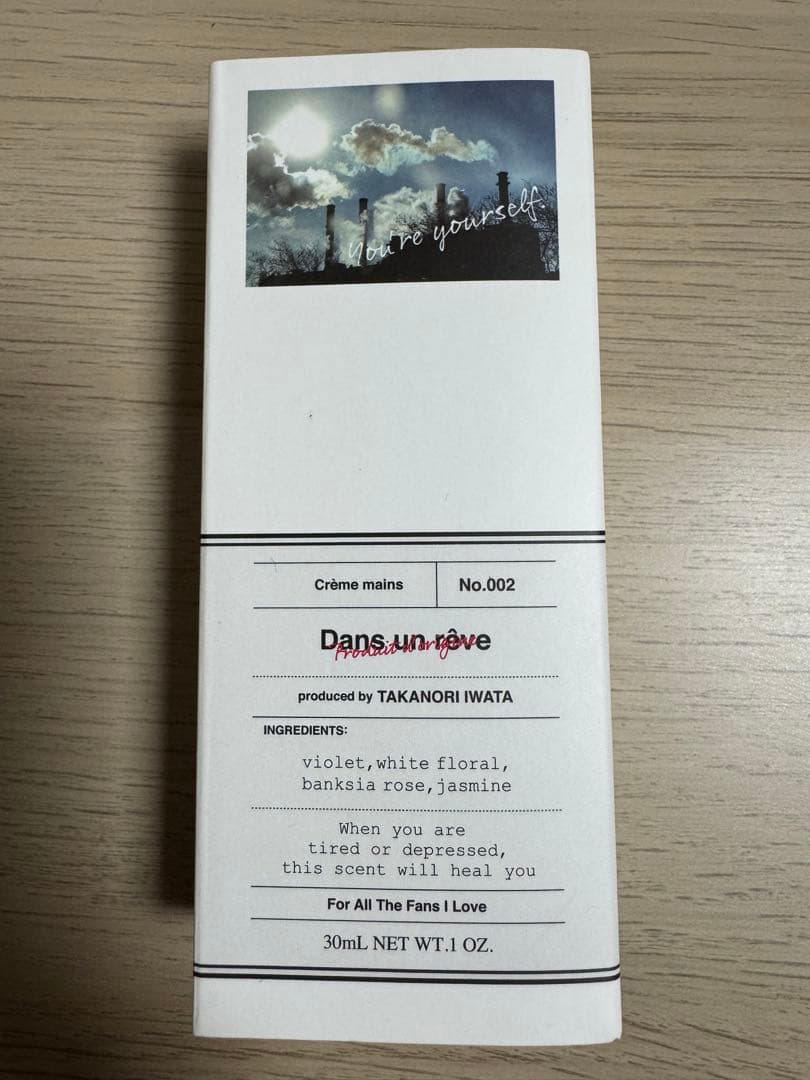 You're yourself.
Crème mains
No.002
Dans un rêve
Produit d'origine
produced by TAKANORI IWATA
INGREDIENTS:
violet,white floral,
banksia rose,jasmine
When you are
tired or depressed,
this scent will heal you
For All The Fans I Love
30mL NET WT.1 OZ.